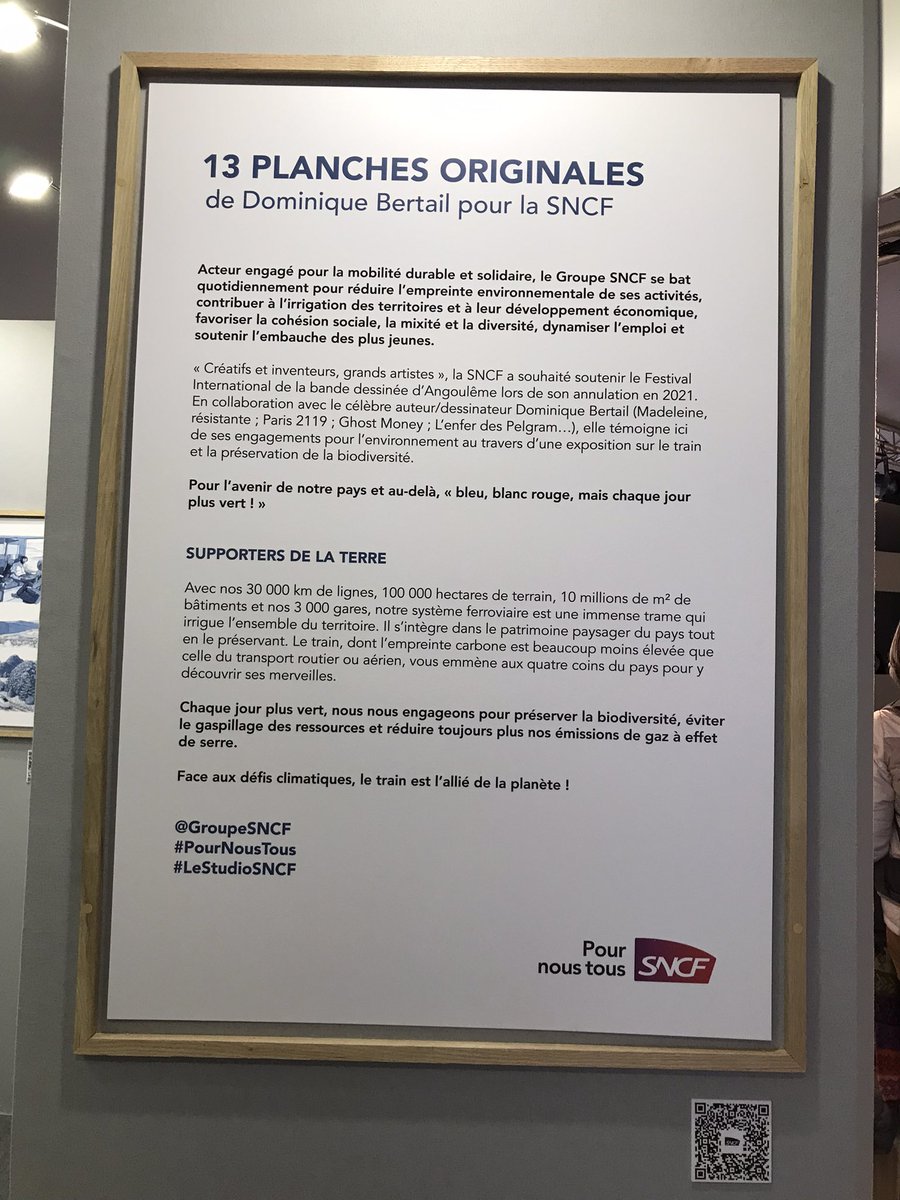 13 PLANCHES ORIGINALES
de Dominique Bertail pour la SNCF
Acteur engagé pour la mobilité durable et solidaire, le Groupe SNCF se bat
quotidiennement pour réduire l’empreinte environnementale de ses activités,
contribuer à l’irrigation des territoires et à leur développement économique,
favoriser la cohésion sociale, la mixité et la diversité, dynamiser l’emploi et
soutenir l’embauche des plus jeunes.
« Créatifs et inventeurs, grands artistes », la SNCF a souhaité soutenir le Festival
International de la bande dessinée d’Angoulême lors de son annulation en 2021.
En collaboration avec le célèbre auteur/dessinateur Dominique Bertail (Madeleine,
résistante ; Paris 2119 ; Ghost Money ; L’enfer des Pelgram…), elle témoigne ici
de ses engagements pour l’environnement au travers d’une exposition sur le train
et la préservation de la biodiversité.
Pour l’avenir de notre pays et au-delà, « bleu, blanc rouge, mais chaque jour
plus vert ! »
SUPPORTERS DE LA TERRE
Avec nos 30 000 km de lignes, 100 000 hectares de terrain, 10 millions de m² de
bâtiments et nos 3 000 gares, notre système ferroviaire est une immense trame qui
irrigue l’ensemble du territoire. Il s’intègre dans le patrimoine paysager du pays tout
en le préservant. Le train, dont l’empreinte carbone est beaucoup moins élevée que
celle du transport routier ou aérien, vous emmène aux quatre coins du pays pour y
découvrir ses merveilles.
Chaque jour plus vert, nous nous engageons pour préserver la biodiversité, éviter
le gaspillage des ressources et réduire toujours plus nos émissions de gaz à effet
de serre.
Face aux défis climatiques, le train est l’allié de la planète !
@GroupeSNCF
#PourNousTous
#LeStudioSNCF
Pour
nous tous SNCF
SNCF